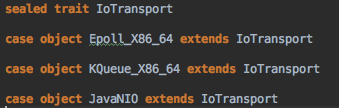 sealed trait IoTransport
case object Epoll_X86_64 extends IoTransport
case object KQueue_X86_64 extends IoTransport
case object JavaNIO extends IoTransport